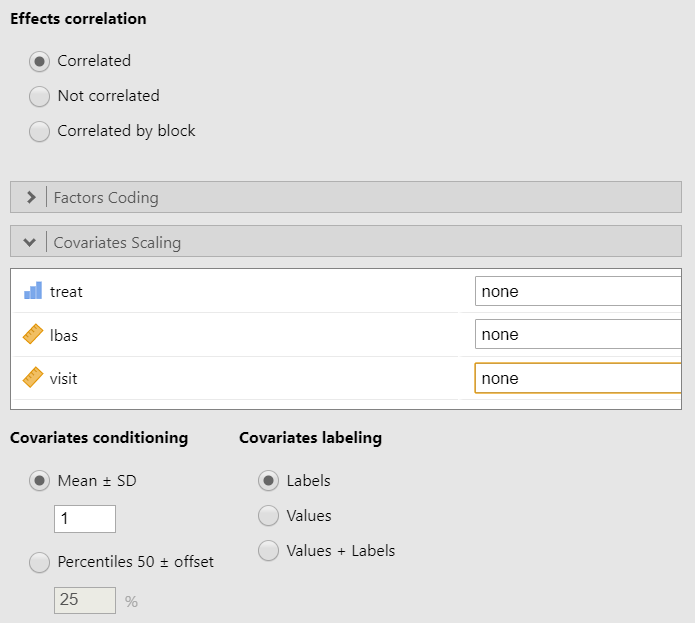 Effects correlation
Correlated
Not correlated
Correlated by block
Factors Coding
Covariates Scaling
treat none
lbas none
visit none
Covariates conditioning Covariates labeling
Mean ± SD Labels
1 Values
Percentiles 50 ± offset Values + Labels
25 %